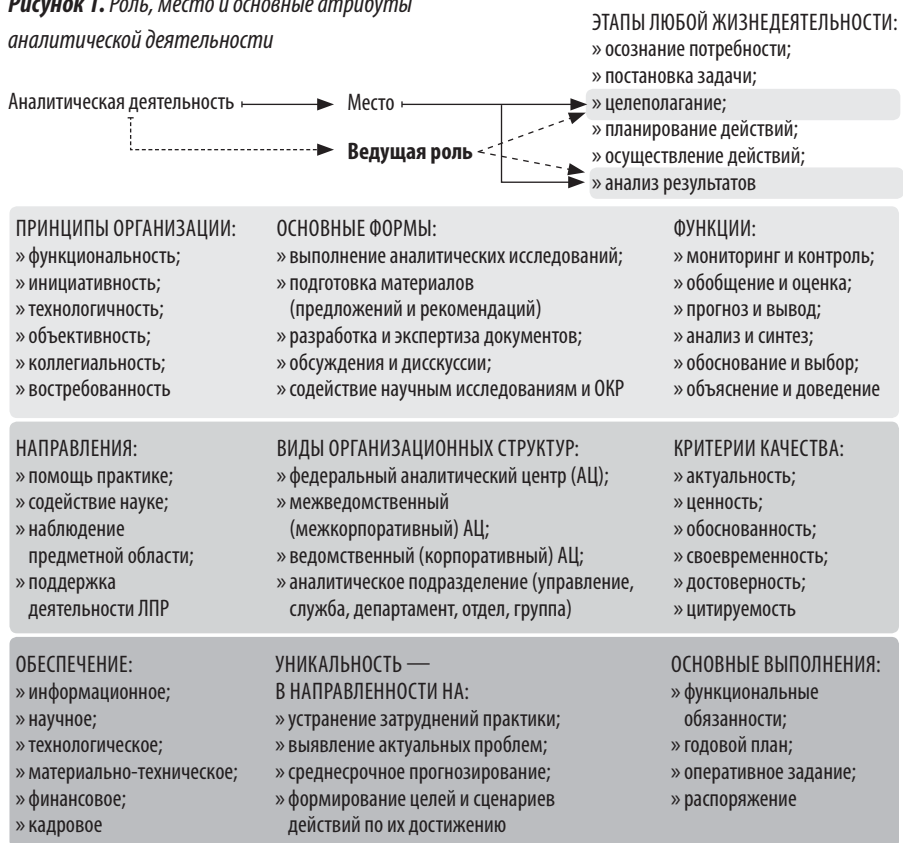 Рисунок 1. Роль, место и основные атрибуты
аналитической деятельности
ЭТАПЫ ЛЮБОЙ ЖИЗНЕДЕЯТЕЛЬНОСТИ:
» осознание потребности;
» постановка задачи;
» целеполагание;
» планирование действий;
» осуществление действий;
» анализ результатов
Аналитическая деятельность
Место
Ведущая роль
ПРИНЦИПЫ ОРГАНИЗАЦИИ:
» функциональность;
» инициативность;
» технологичность;
» объективность;
» коллегиальность;
» востребованность
ОСНОВНЫЕ ФОРМЫ:
» выполнение аналитических исследований;
» подготовка материалов
(предложений и рекомендаций)
» разработка и экспертиза документов;
» обсуждения и дисскуссии;
» содействие научным исследованиям и ОКР
ФУНКЦИИ:
» мониторинг и контроль;
» обобщение и оценка;
» прогноз и вывод;
» анализ и синтез;
» обоснование и выбор;
» объяснение и доведение
НАПРАВЛЕНИЯ:
» помощь практике;
» содействие науке;
» наблюдение
предметной области;
» поддержка
деятельности ЛПР
ВИДЫ ОРГАНИЗАЦИОННЫХ СТРУКТУР:
» федеральный аналитический центр (АЦ);
» межведомственный
(межкорпоративный) АЦ;
» ведомственный (корпоративный) АЦ;
» аналитическое подразделение (управление,
служба, департамент, отдел, группа)
КРИТЕРИИ КАЧЕСТВА:
» актуальность;
» ценность;
» обоснованность;
» своевременность;
» достоверность;
» цитируемость
ОБЕСПЕЧЕНИЕ:
» информационное;
» научное;
» технологическое;
» материально-техническое;
» финансовое;
» кадровое
УНИКАЛЬНОСТЬ —
В НАПРАВЛЕННОСТИ НА:
» устранение затруднений практики;
» выявление актуальных проблем;
» среднесрочное прогнозирование;
» формирование целей и сценариев
действий по их достижению
ОСНОВНЫЕ ВЫПОЛНЕНИЯ:
» функциональные
обязанности;
» годовой план;
» оперативное задание;
» распоряжение